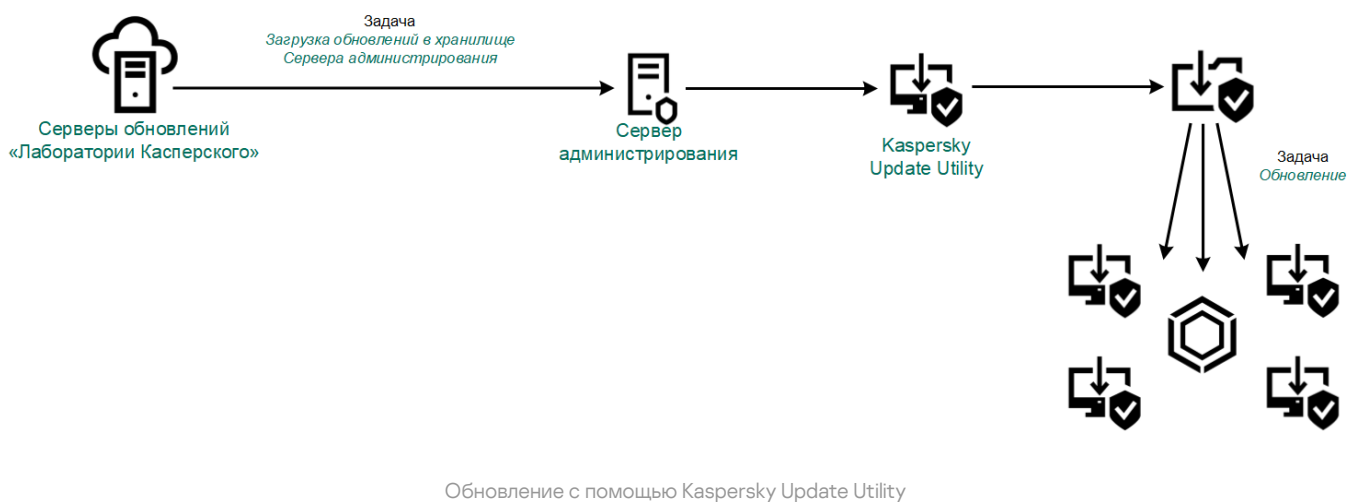 Задача
Загрузка обновлений в хранилище
Сервера администрирования
Серверы обновлений
«Лаборатории Касперского»
Сервер
администрирования
Kaspersky
Update Utility
Задача
Обновление
Обновление с помощью Kaspersky Update Utility